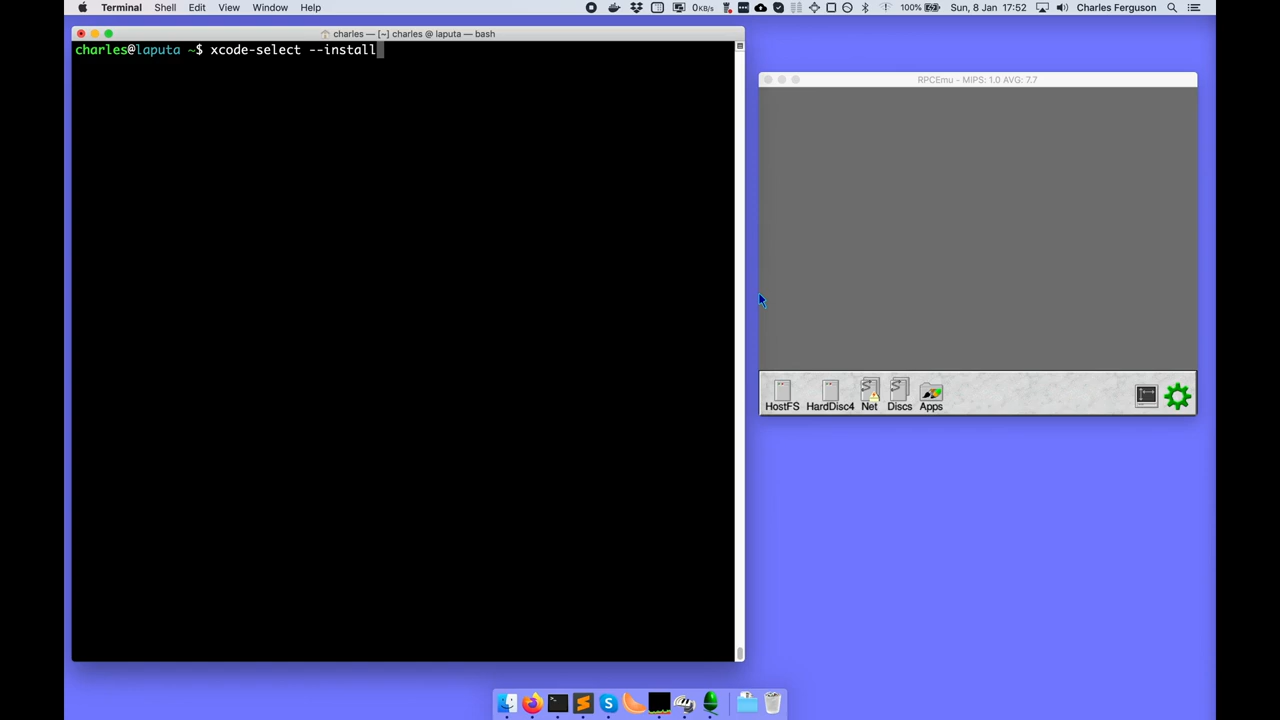 Terminal Shell Edit View Window Help 0KB/s 100% Sun, 8 Jan 17:52 Charles Ferguson
charles — [~] charles @ laputa — bash
charles@laputa ~$ xcode-select --install
RPCEmu - MIPS: 1.0 AVG: 7.7
HostFS HardDisc4 Net Discs Apps